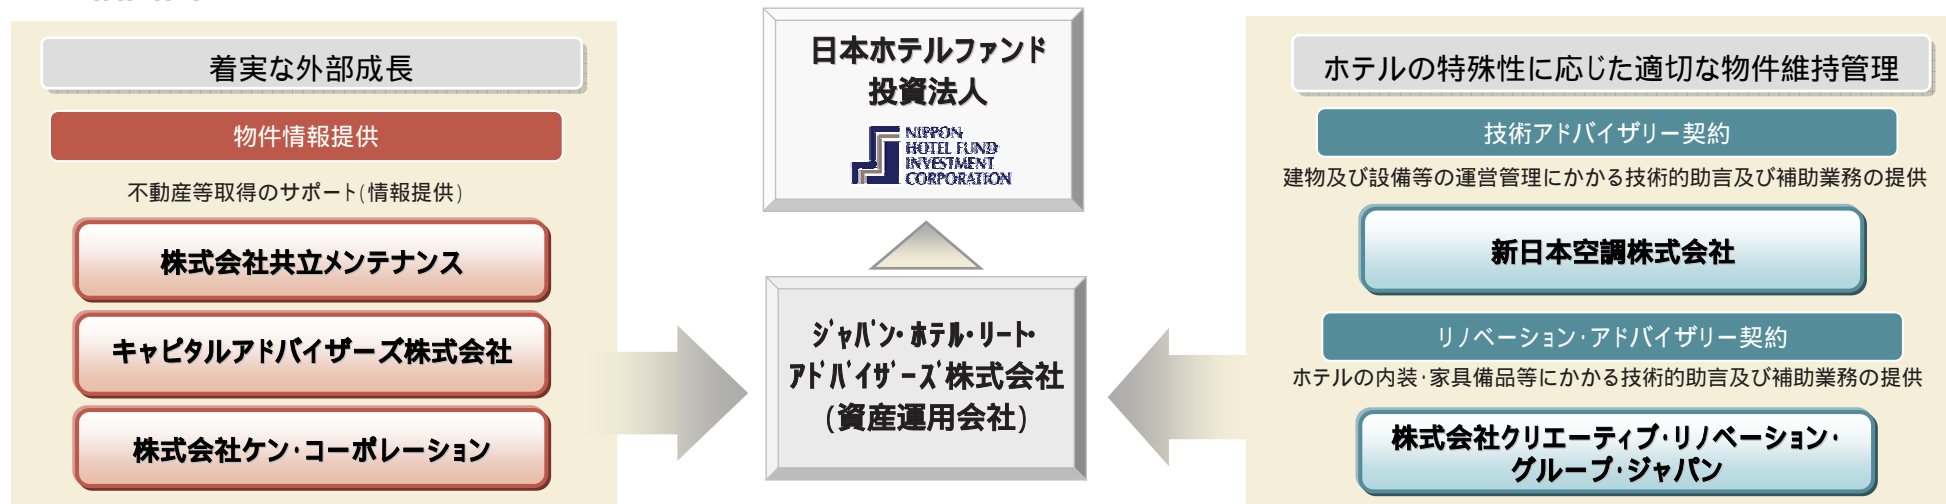 着実な外部成長
物件情報提供
不動産等取得のサポート(情報提供)
株式会社共立メンテナンス
キャピタルアドバイザーズ株式会社
株式会社ケン・コーポレーション
日本ホテルファンド
投資法人
NIPPON
HOTEL FUND
INVESTMENT
CORPORATION
ｼﾞｬﾊﾟﾝ･ﾎﾃﾙ･ﾘｰﾄ･
ｱﾄﾞﾊﾞｲｻﾞｰｽﾞ株式会社
(資産運用会社)
ホテルの特殊性に応じた適切な物件維持管理
技術アドバイザリー契約
建物及び設備等の運営管理にかかる技術的助言及び補助業務の提供
新日本空調株式会社
リノベーション・アドバイザリー契約
ホテルの内装・家具備品等にかかる技術的助言及び補助業務の提供
株式会社クリエーティブ・リノベーション・
グループ・ジャパン